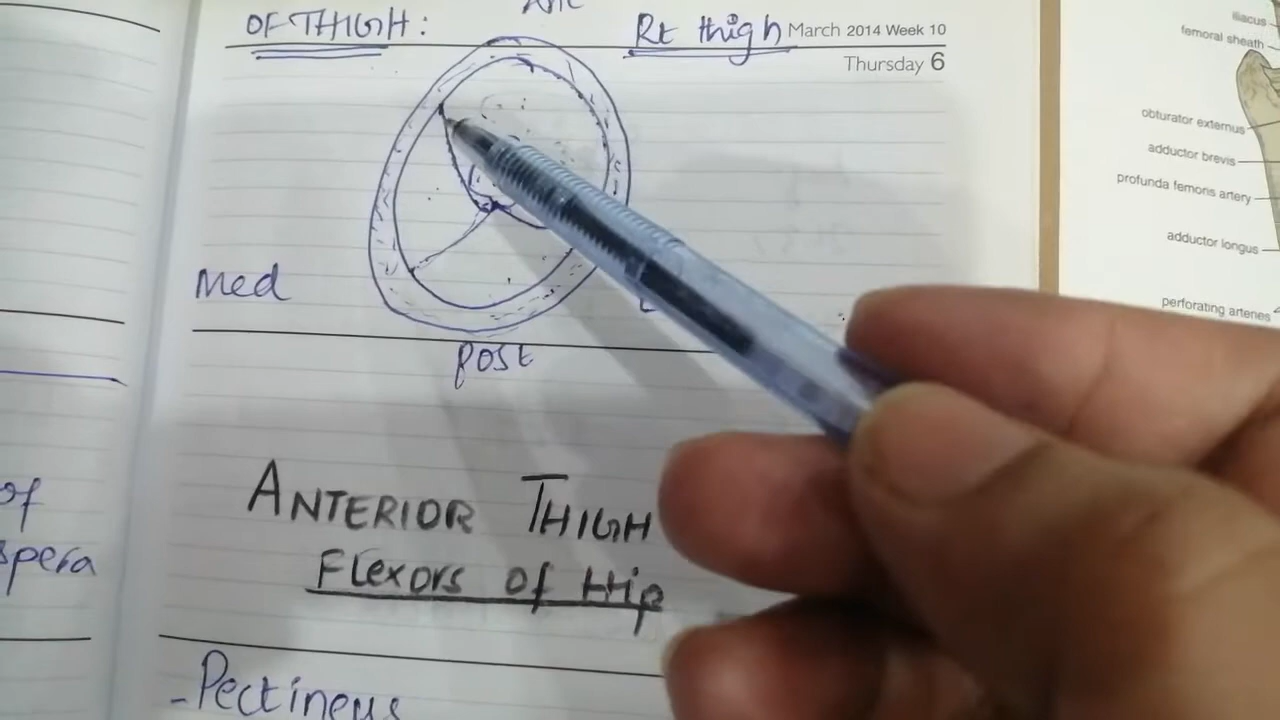 OF THIGH:
Rt thigh
March 2014 Week 10
Thursday 6
Med
post
ANTERIOR THIGH
Flexors of Hip
- Pectineus
of
spera
iliacus
femoral sheath
obturator externus
adductor brevis
profunda femoris artery
adductor longus
perforating arteries